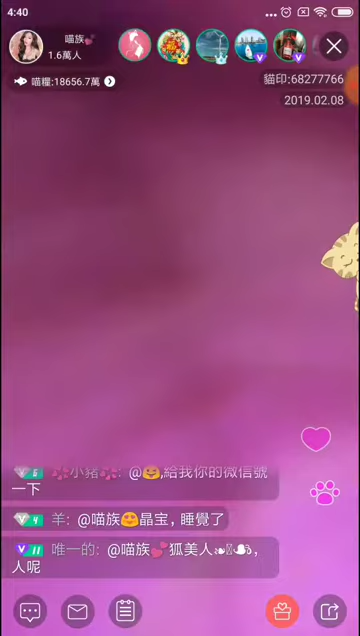 4:40
喵族💕
1.6萬人
喵糧:18656.7萬
貓印:68277766
2019.02.08
6 小豬: @😀,給我你的微信號
一下
4 羊: @喵族😍晶宝，睡覺了
V 11 唯一的: @喵族💕狐美人
人呢